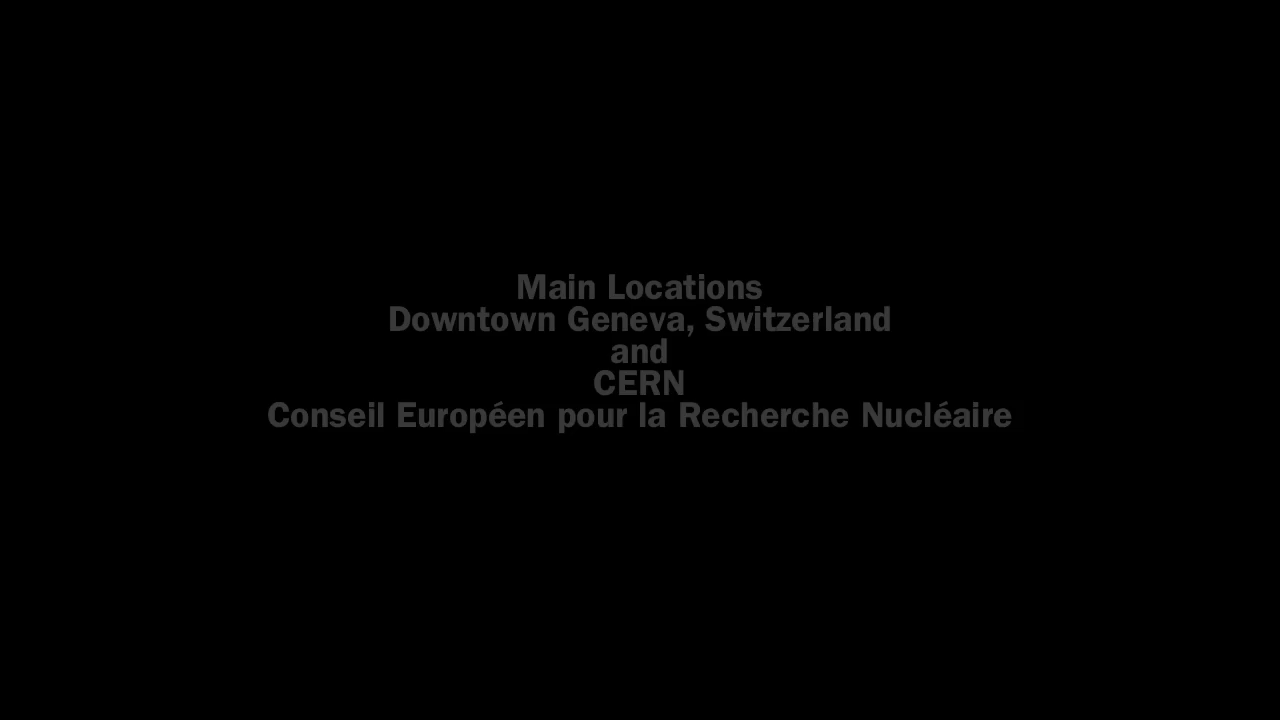 Main Locations
Downtown Geneva, Switzerland
and
CERN
Conseil Européen pour la Recherche Nucléaire